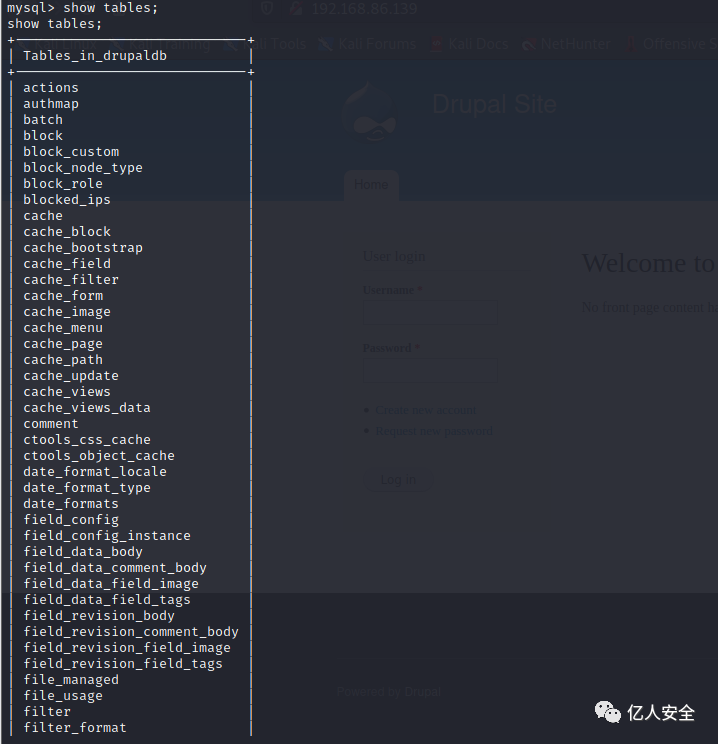 mysql> show tables;
show tables;
192.168.86.139
Kali Linux Kali Training Kali Tools Kali Forums Kali Docs NetHunter Offensive S
Tables_in_drupaldb
actions
authmap
batch
block
block_custom
block_node_type
block_role
blocked_ips
cache
cache_block
cache_bootstrap
cache_field
cache_filter
cache_form
cache_image
cache_menu
cache_page
cache_path
cache_update
cache_views
cache_views_data
comment
ctools_css_cache
ctools_object_cache
date_format_locale
date_format_type
date_formats
field_config
field_config_instance
field_data_body
field_data_comment_body
field_data_field_image
field_data_field_tags
field_revision_body
field_revision_comment_body
field_revision_field_image
field_revision_field_tags
file_managed
file_usage
filter
filter_format
Drupal Site
Home
User login
Username *
Password *
Create new account
Request new password
Log in
Welcome to
No front page content
Powered by Drupal
亿人安全